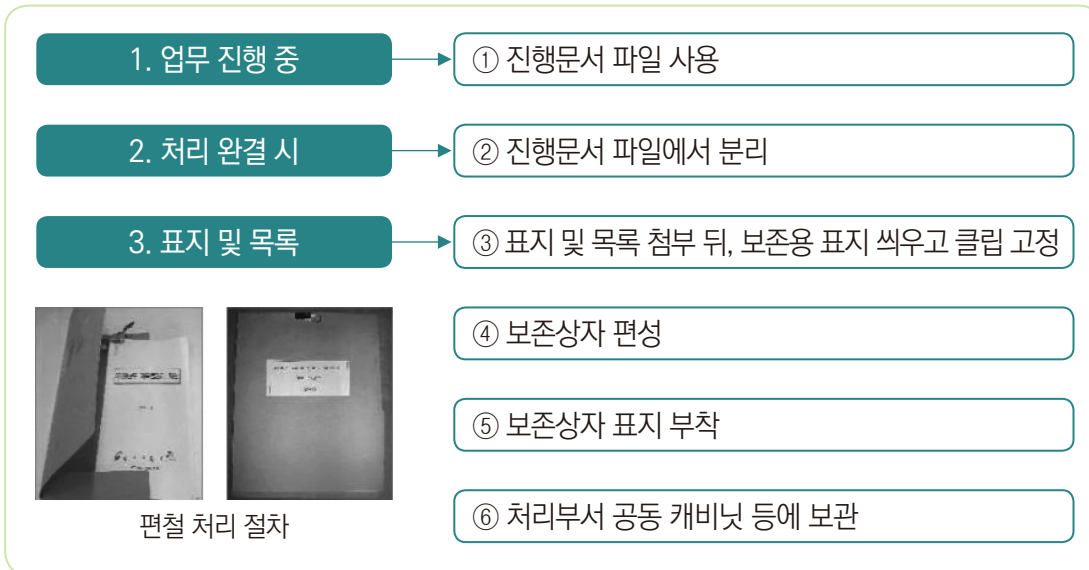 1. 업무 진행 중
① 진행문서 파일 사용
2. 처리 완결 시
② 진행문서 파일에서 분리
3. 표지 및 목록
③ 표지 및 목록 첨부 뒤, 보존용 표지 씌우고 클립 고정
④ 보존상자 편성
⑤ 보존상자 표지 부착
⑥ 처리부서 공동 캐비닛 등에 보관
편철 처리 절차